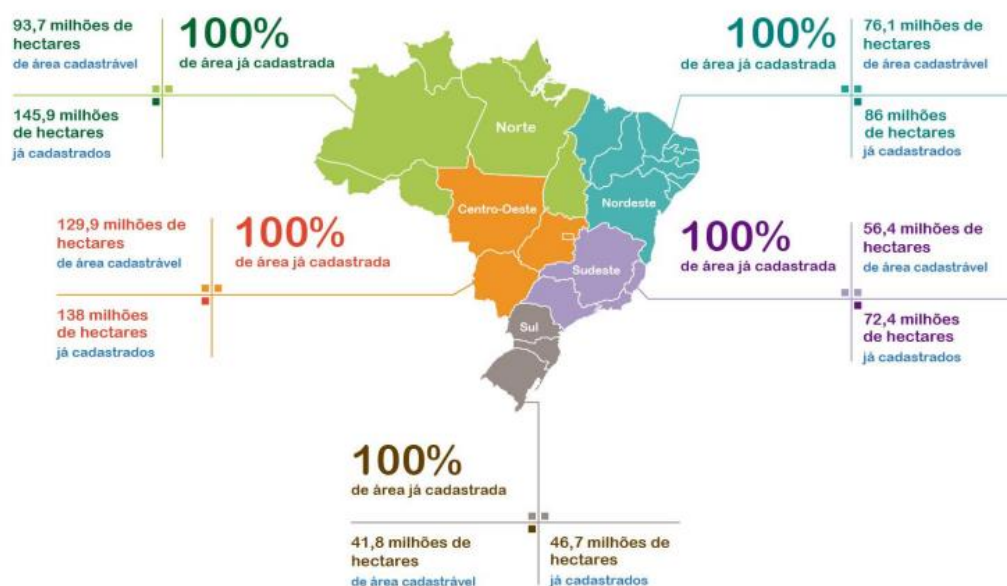 93,7 milhões de
hectares
de área cadastrável
145,9 milhões
de hectares
já cadastrados
100%
de área já cadastrada
100%
de área já cadastrada
76,1 milhões de
hectares
de área cadastrável
86 milhões
de hectares
já cadastrados
Norte
Centro-Oeste
Nordeste
Sudeste
Sul
129,9 milhões de
hectares
de área cadastrável
138 milhões
de hectares
já cadastrados
100%
de área já cadastrada
100%
de área já cadastrada
56,4 milhões de
hectares
de área cadastrável
72,4 milhões
de hectares
já cadastrados
100%
de área já cadastrada
41,8 milhões de
hectares
de área cadastrável
46,7 milhões de
hectares
já cadastrados